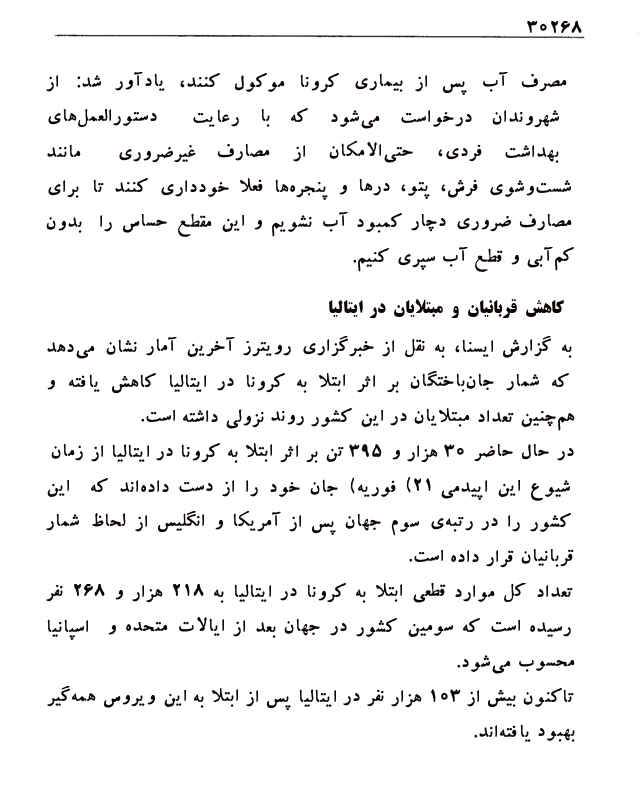 ۳۰۲۶۸
مصرف آب پس از بیماری کرونا موکول کنند، یادآور شد: از
شهروندان درخواست می‌شود که با رعایت دستورالعمل‌های
بهداشت فردی، حتی‌الامکان از مصارف غیرضروری مانند
شست‌وشوی فرش، پتو، درها و پنجره‌ها فعلا خودداری کنند تا برای
مصارف ضروری دچار کمبود آب نشویم و این مقطع حساس را بدون
کم‌آبی و قطع آب سپری کنیم.
کاهش قربانیان و مبتلایان در ایتالیا
به گزارش ایسنا، به نقل از خبرگزاری رویترز آخرین آمار نشان می‌دهد
که شمار جان‌باختگان بر اثر ابتلا به کرونا در ایتالیا کاهش یافته و
هم‌چنین تعداد مبتلایان در این کشور روند نزولی داشته است.
در حال حاضر ۳۰ هزار و ۳۹۵ تن بر اثر ابتلا به کرونا در ایتالیا از زمان
شیوع این اپیدمی ۲۱) فوریه) جان خود را از دست داده‌اند که این
کشور را در رتبه‌ی سوم جهان پس از آمریکا و انگلیس از لحاظ شمار
قربانیان قرار داده است.
تعداد کل موارد قطعی ابتلا به کرونا در ایتالیا به ۲۱۸ هزار و ۲۶۸ نفر
رسیده است که سومین کشور در جهان بعد از ایالات متحده و اسپانیا
محسوب می‌شود.
تاکنون بیش از ۱۰۳ هزار نفر در ایتالیا پس از ابتلا به این ویروس همه‌گیر
بهبود یافته‌اند.